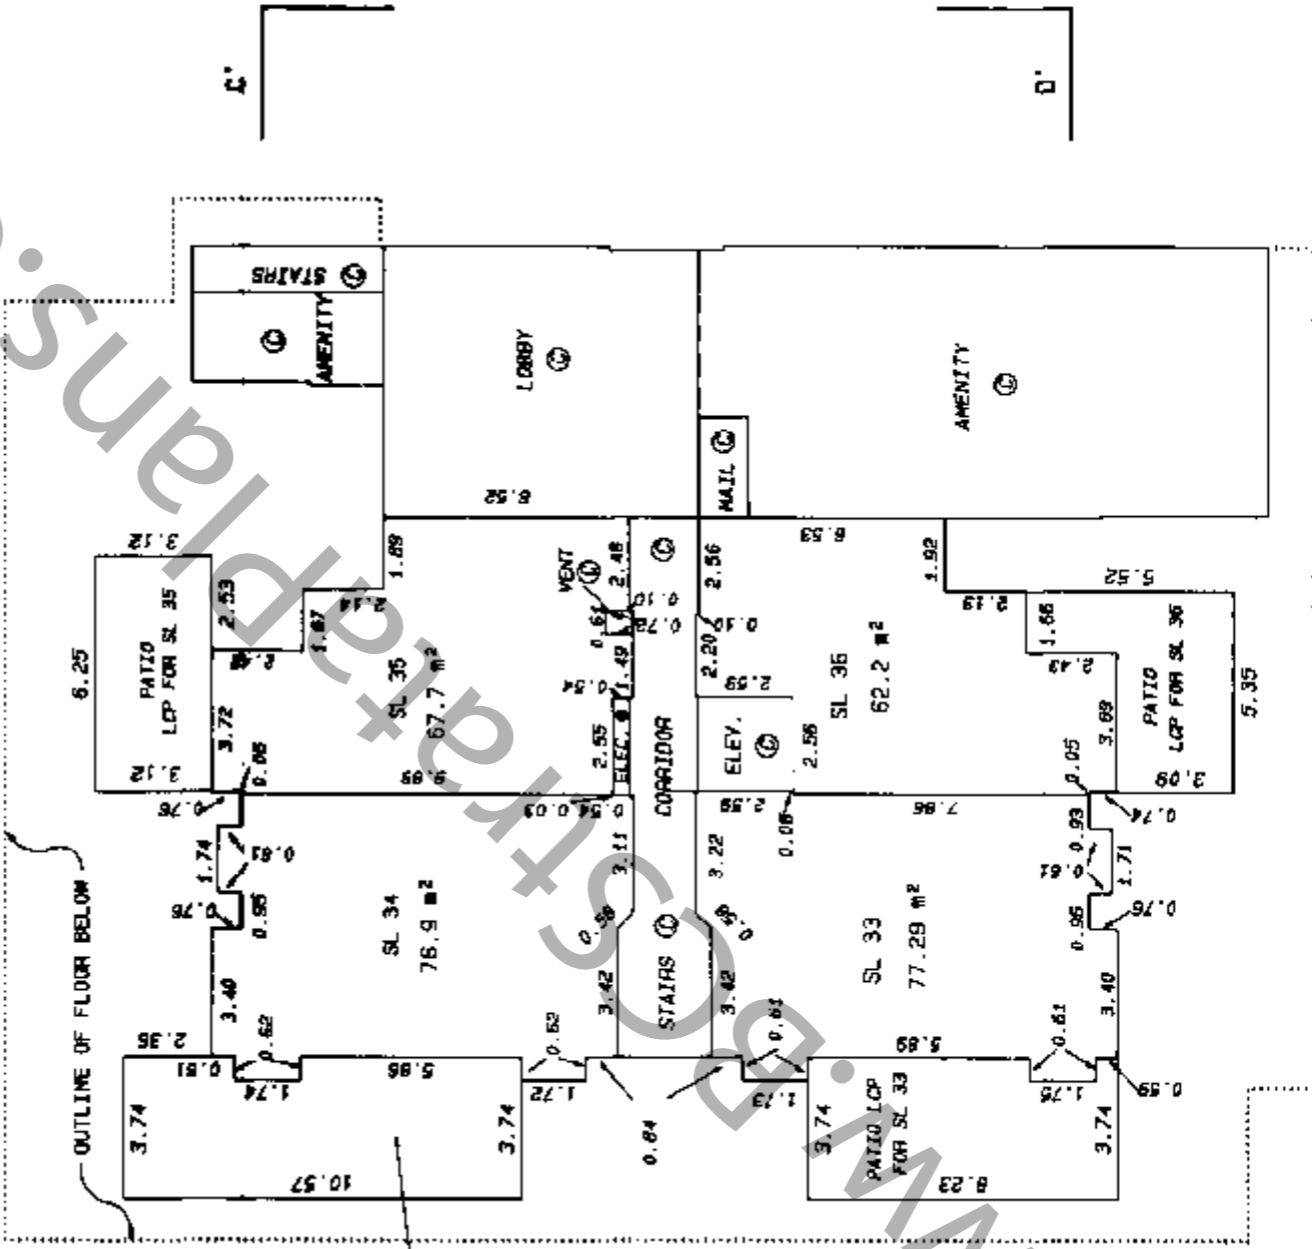 C'
D'
STAIRS Ⓒ
Ⓒ
AMENITY
LOBBY
Ⓒ
AMENITY
Ⓒ
MAIL Ⓒ
6.52
6.53
3.12
1.89
VENT
Ⓒ
2.48
Ⓒ
2.56
1.92
5.52
6.25
PATIO
LCP FOR SL 35
2.53
2.14
1.67
0.61
0.10
0.72
0.10
2.19
1.66
SL 35
67.7 m²
1.49
0.54
2.20
2.59
SL 36
62.2 m²
2.43
3.72
3.12
0.06
9.89
2.55
ELEC.
CORRIDOR
ELEV.
Ⓒ
2.56
0.05
3.69
PATIO
LCP FOR SL 36
5.35
3.09
0.76
0.54
0.03
2.59
0.06
7.86
0.74
1.74
0.61
3.11
3.22
0.93
0.61
1.71
0.76
0.95
SL 34
76.9 m²
0.58
0.58
SL 33
77.29 m²
0.95
0.76
OUTLINE OF FLOOR BELOW
3.40
3.42
STAIRS Ⓒ
3.42
3.40
2.36
0.81
0.62
5.86
0.62
0.61
5.69
0.61
1.74
1.72
1.73
1.75
0.59
3.74
3.74
0.84
3.74
PATIO LCP
FOR SL 33
3.74
10.57
8.23
w.BCStrataplans.c